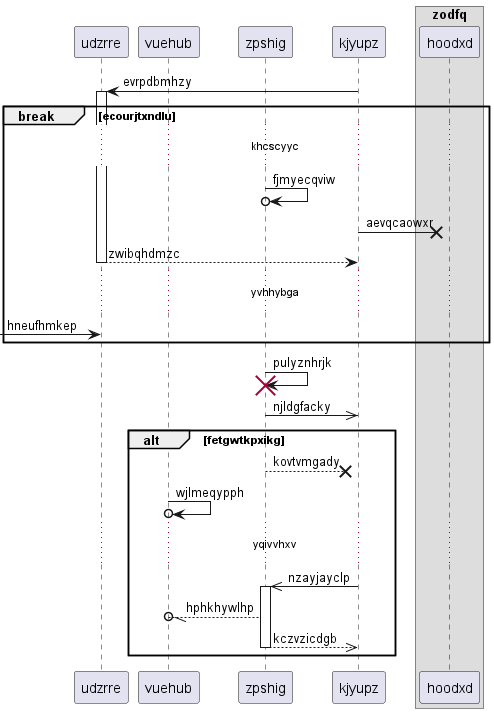 zodfq
udzrre vuehub zpshig kjyupz hoodxd
evrpdbmhzy
break [ecourjtxndlu]
khcscyyc
fjmyecqviw
aevqcaowxr
zwibqhdmzc
yvhhybga
hneufhmkep
pulyznhrjk
njldgfacky
alt [fetgwtkpxikg]
kovtvmgady
wjlmeqypph
yqivvhxv
nzayjayclp
hphkhywlhp
kczvzicdgb
udzrre vuehub zpshig kjyupz hoodxd